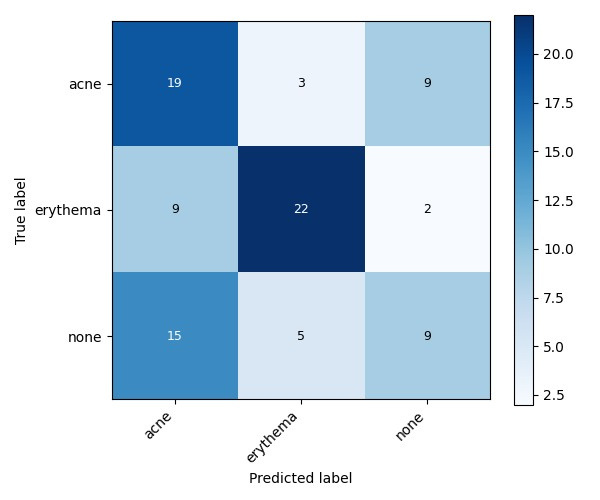 acne 19 3 9
erythema 9 22 2
none 15 5 9
acne erythema none
Predicted label
True label
20.0
17.5
15.0
12.5
10.0
7.5
5.0
2.5